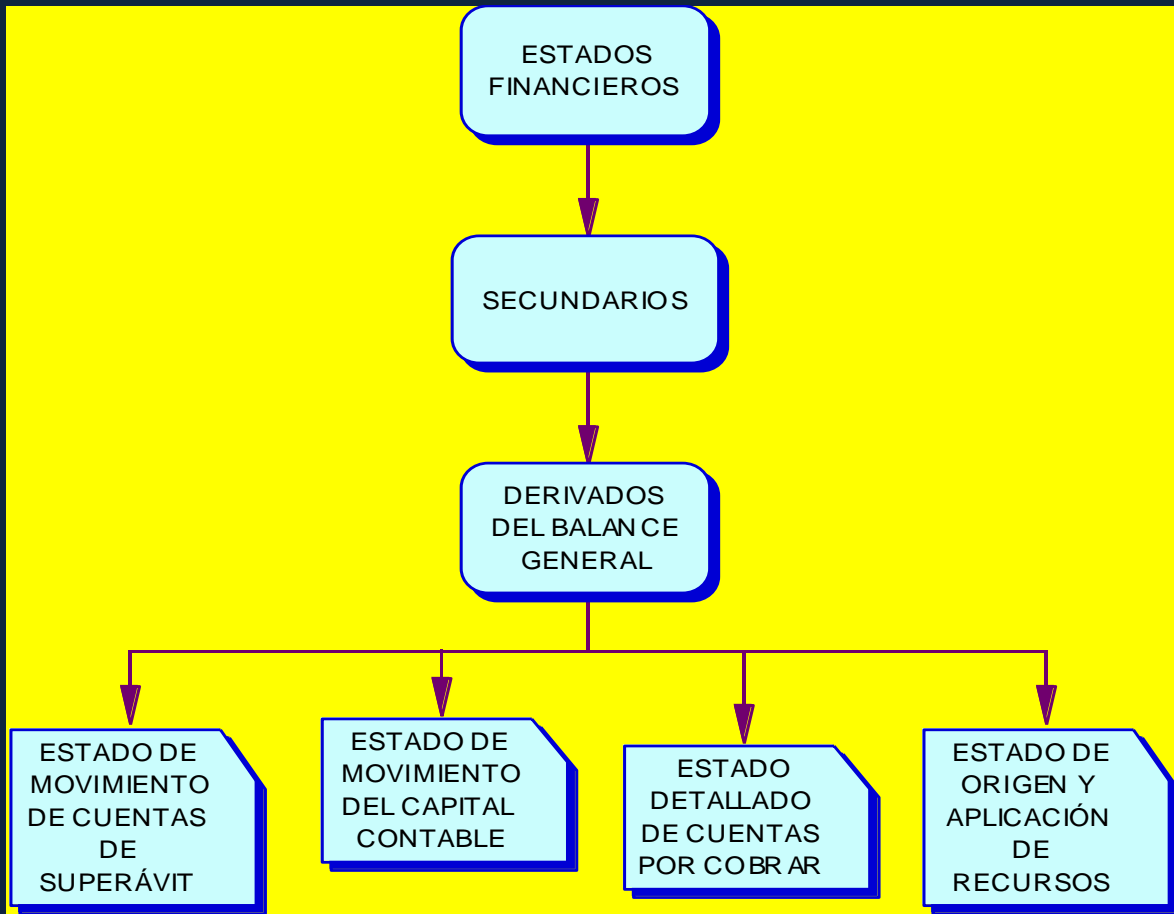 ESTADOS
FINANCIEROS
SECUNDARIOS
DERIVADOS
DEL BALANCE
GENERAL
ESTADO DE
MOVIMIENTO
DE CUENTAS
DE
SUPERÁVIT
ESTADO DE
MOVIMIENTO
DEL CAPITAL
CONTABLE
ESTADO
DETALLADO
DE CUENTAS
POR COBRAR
ESTADO DE
ORIGEN Y
APLICACIÓN
DE
RECURSOS